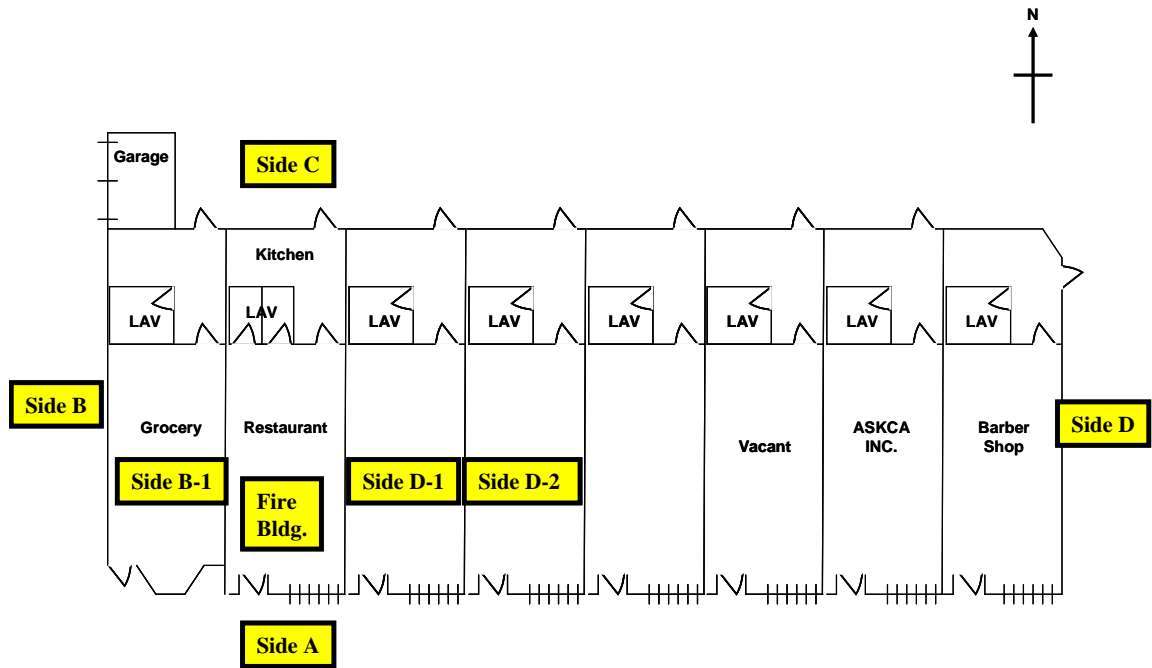 N
Garage
Side C
Kitchen
LAV
LAV
LAV
LAV
LAV
LAV
LAV
LAV
Side B
Grocery
Restaurant
Vacant
ASKCA
INC.
Barber
Shop
Side D
Side B-1
Fire
Bldg.
Side D-1
Side D-2
Side A